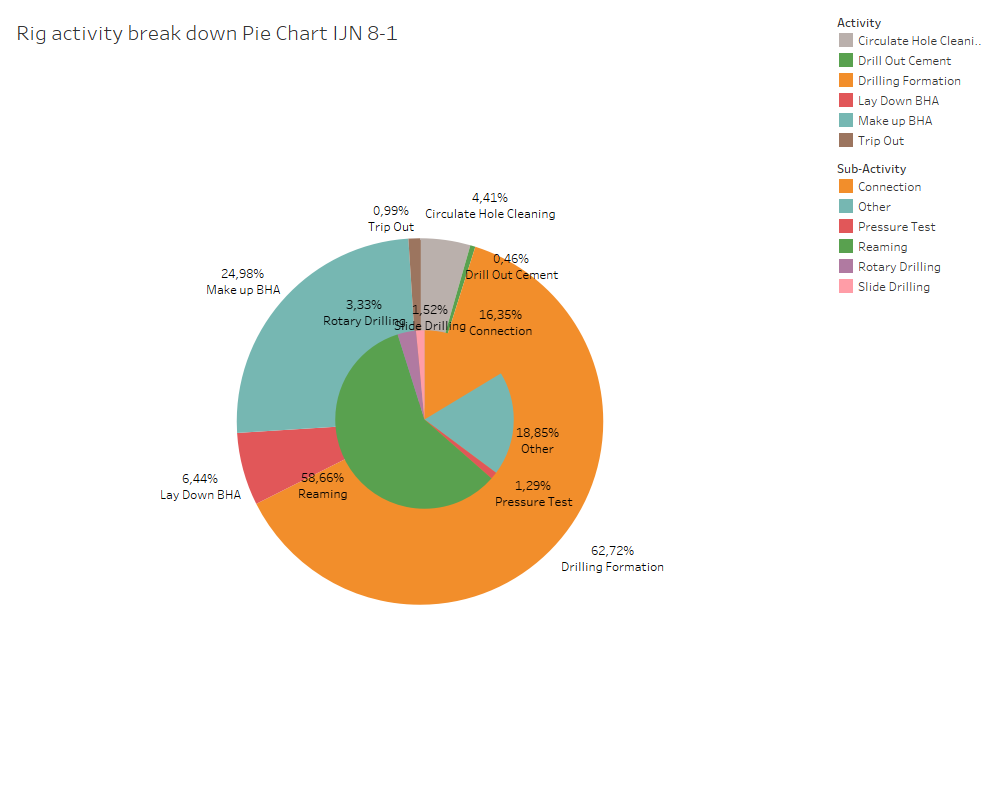 Rig activity break down Pie Chart IJN 8-1
Activity
Circulate Hole Cleani..
Drill Out Cement
Drilling Formation
Lay Down BHA
Make up BHA
Trip Out
Sub-Activity
Connection
Other
Pressure Test
Reaming
Rotary Drilling
Slide Drilling
4,41%
Circulate Hole Cleaning
0,99%
Trip Out
0,46%
Drill Out Cement
24,98%
Make up BHA
3,33%
Rotary Drilling
1,52%
Slide Drilling
16,35%
Connection
18,85%
Other
1,29%
Pressure Test
58,66%
Reaming
6,44%
Lay Down BHA
62,72%
Drilling Formation